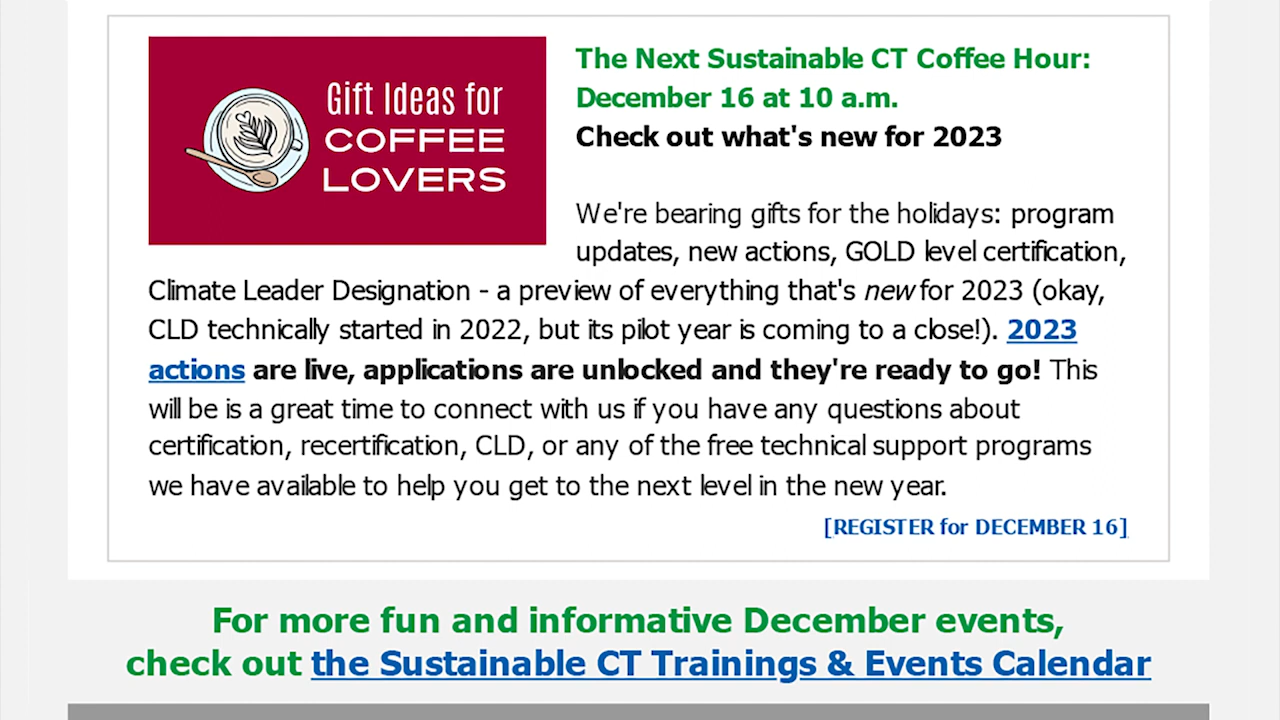 Gift Ideas for
COFFEE
LOVERS
The Next Sustainable CT Coffee Hour:
December 16 at 10 a.m.
Check out what's new for 2023
We're bearing gifts for the holidays: program
updates, new actions, GOLD level certification,
Climate Leader Designation - a preview of everything that's new for 2023 (okay,
CLD technically started in 2022, but its pilot year is coming to a close!). 2023
actions are live, applications are unlocked and they're ready to go! This
will be is a great time to connect with us if you have any questions about
certification, recertification, CLD, or any of the free technical support programs
we have available to help you get to the next level in the new year.
[REGISTER for DECEMBER 16]
For more fun and informative December events,
check out the Sustainable CT Trainings & Events Calendar